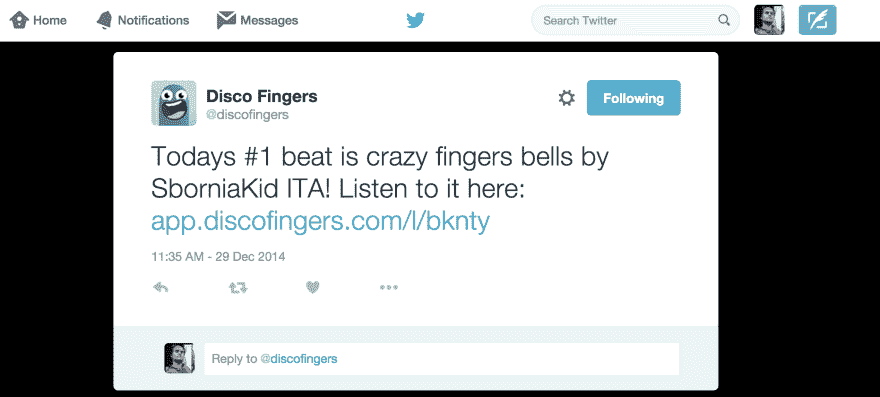 Home Notifications Messages Search Twitter
Disco Fingers
@discofingers
Following
Todays #1 beat is crazy fingers bells by
SborniaKid ITA! Listen to it here:
app.discofingers.com/l/bknty
11:35 AM - 29 Dec 2014
Reply to @discofingers